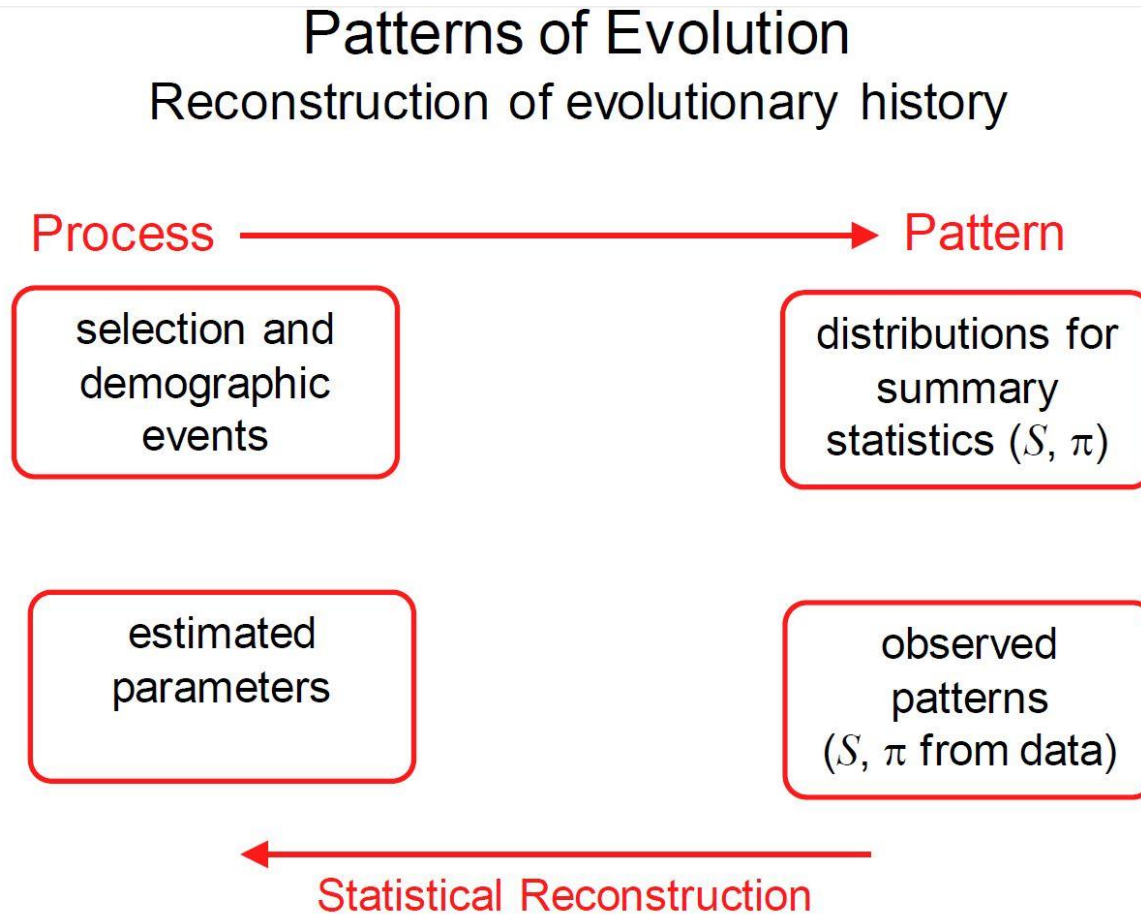 Patterns of Evolution
Reconstruction of evolutionary history
Process
Pattern
selection and
demographic
events
distributions for
summary
statistics (S, π)
estimated
parameters
observed
patterns
(S, π from data)
Statistical Reconstruction